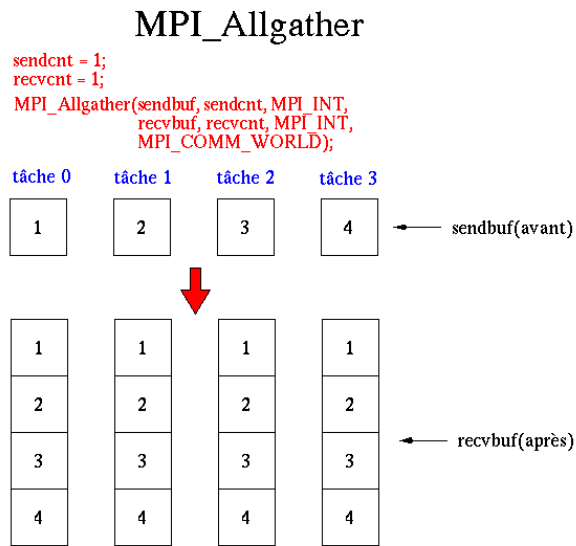 MPI_Allgather
sendcnt = 1;
recvcnt = 1;
MPI_Allgather(sendbuf, sendcnt, MPI_INT,
recvbuf, recvcnt, MPI_INT,
MPI_COMM_WORLD);
tâche 0 tâche 1 tâche 2 tâche 3
1 2 3 4 sendbuf(avant)
1 1 1 1
2 2 2 2
recvbuf(après)
3 3 3 3
4 4 4 4